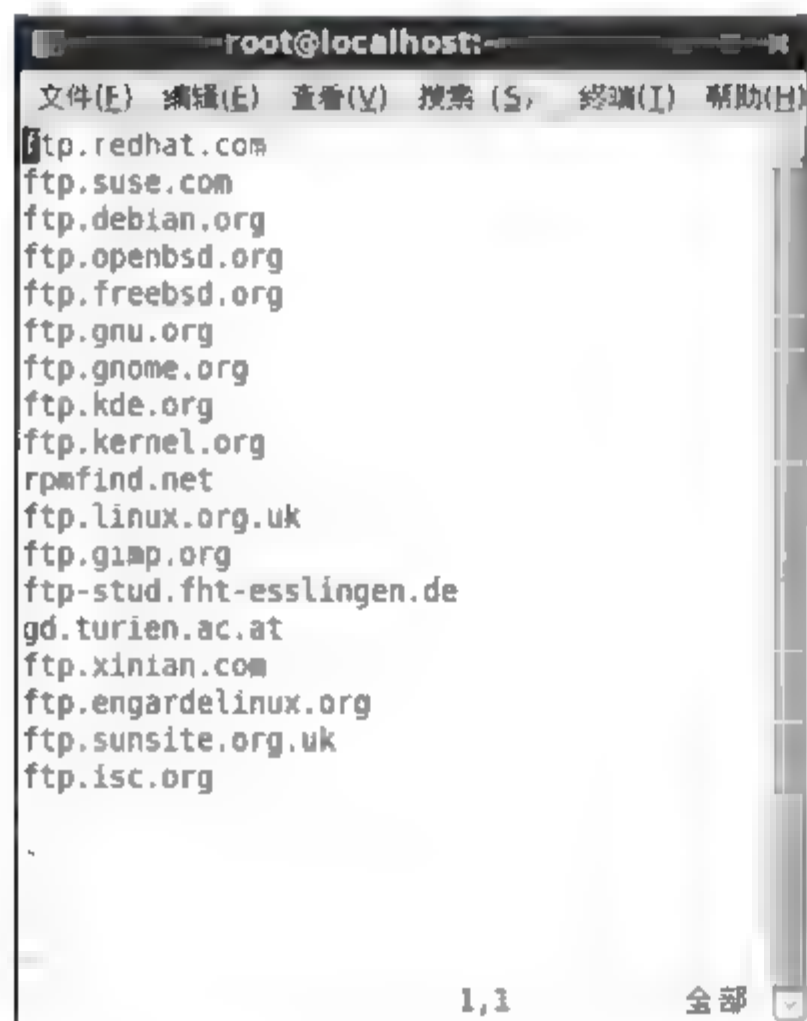 root@localhost:~
文件(F) 编辑(E) 查看(V) 搜索 (S) 终端(T) 帮助(H)
ftp.redhat.com
ftp.suse.com
ftp.debian.org
ftp.openbsd.org
ftp.freebsd.org
ftp.gnu.org
ftp.gnome.org
ftp.kde.org
ftp.kernel.org
rpmfind.net
ftp.linux.org.uk
ftp.gimp.org
ftp-stud.fht-esslingen.de
gd.turien.ac.at
ftp.xinian.com
ftp.engardelinux.org
ftp.sunsite.org.uk
ftp.isc.org
1,1 全部